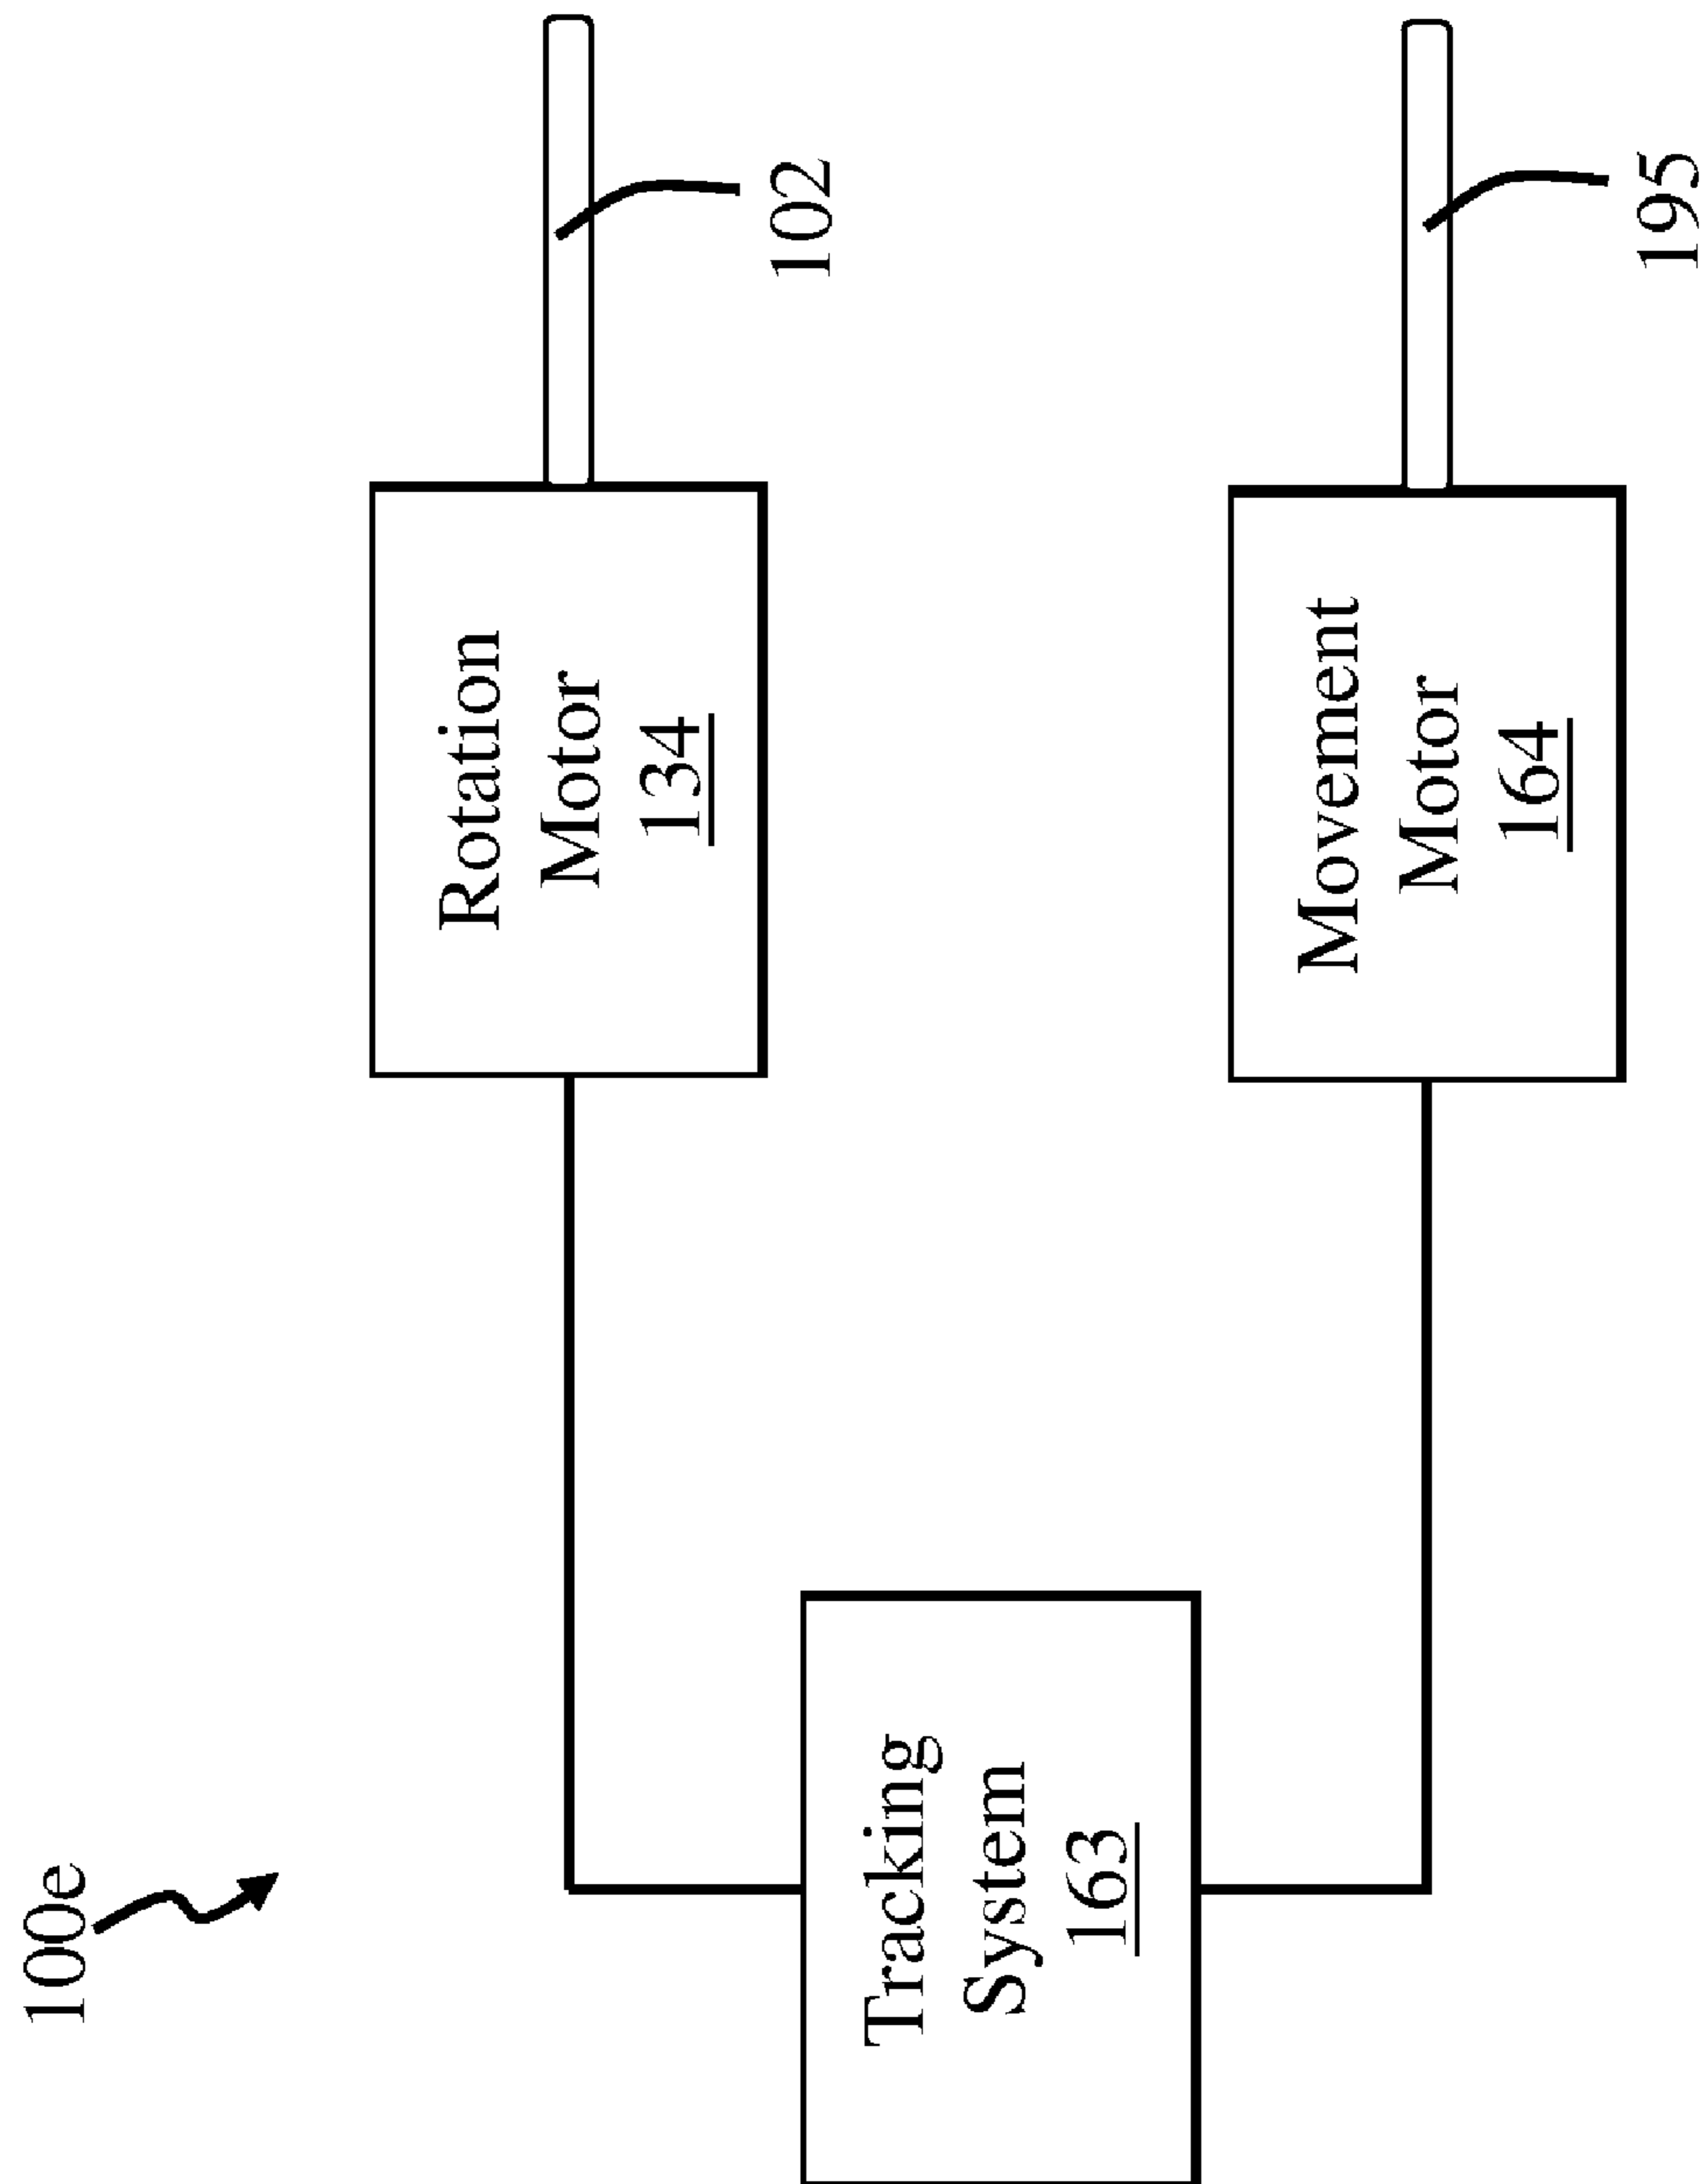 100e
Tracking
System
163
Rotation
Motor
134
102
Movement
Motor
164
195